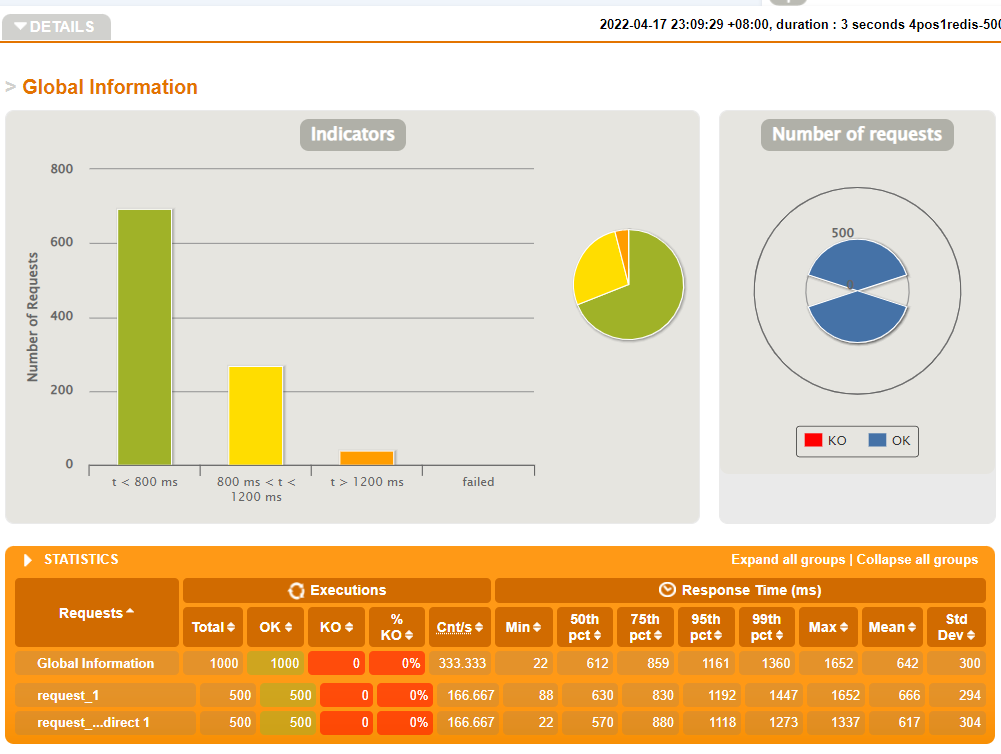 DETAILS
2022-04-17 23:09:29 +08:00, duration : 3 seconds 4pos1redis-500
> Global Information
Indicators
Number of requests
800
600
400
200
0
Number of Requests
t < 800 ms
800 ms < t <
1200 ms
t > 1200 ms
failed
500
0
KO
OK
STATISTICS
Expand all groups | Collapse all groups
Requests
Executions
Response Time (ms)
Total OK KO % KO Cnt/s Min 50th pct 75th pct 95th pct 99th pct Max Mean Std Dev
Global Information 1000 1000 0 0% 333.333 22 612 859 1161 1360 1652 642 300
request_1 500 500 0 0% 166.667 88 630 830 1192 1447 1652 666 294
request_...direct 1 500 500 0 0% 166.667 22 570 880 1118 1273 1337 617 304